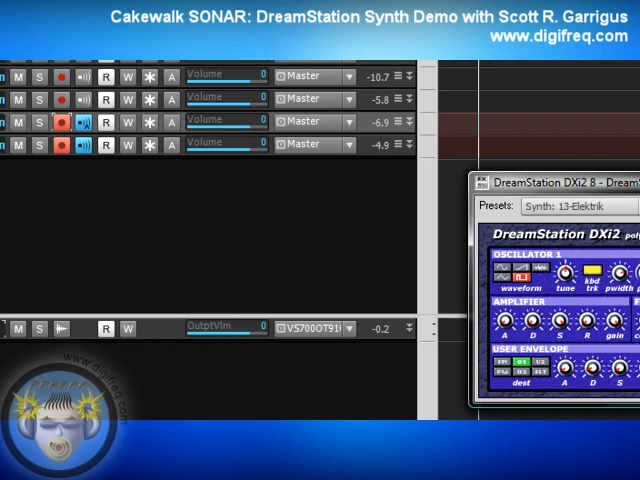 Cakewalk SONAR: DreamStation Synth Demo with Scott R. Garrigus
www.digifreq.com
M S R W A Volume 0 Master -10.7
M S R W A Volume 0 Master -5.8
M S R W A Volume 0 Master -6.9
M S R W A Volume 0 Master -4.9
DreamStation DXi2 8 - DreamS
Presets: Synth: 13-Elektrik
DreamStation DXi2
OSCILLATOR 1
waveform tune kbd trk pwidth
AMPLIFIER
A D S R gain
USER ENVELOPE
dest A D S
M S R W OutptVlm 0 VS700OT91 -0.2
www.digifreq.com